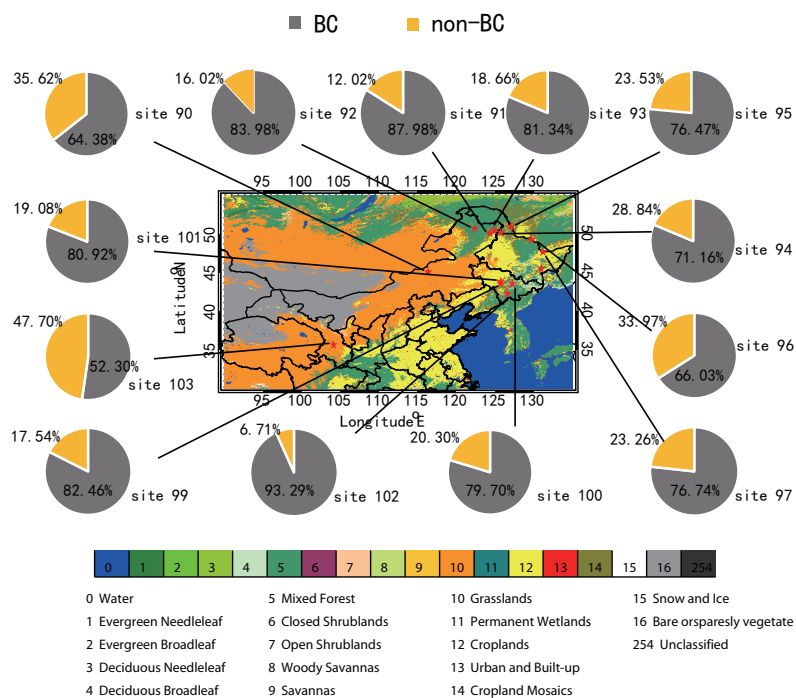 BC non-BC
35.62% 16.02% 12.02% 18.66% 23.53%
site 90 site 92 site 91 site 93 site 95
64.38% 83.98% 87.98% 81.34% 76.47%
95 100 105 110 115 120 125 130
19.08% 28.84%
site 101 site 94
80.92% 71.16%
50 45 40 35
Latitude°N
50 45 40 35
47.70% 33.97%
52.30% site 96
site 103 66.03%
95 100 105 110 115 120 125 130
Longitude°E
17.54% 6.71% 20.30% 23.26%
site 99 site 102 site 100 site 97
82.46% 93.29% 79.70% 76.74%
0 1 2 3 4 5 6 7 8 9 10 11 12 13 14 15 16 254
0 Water 5 Mixed Forest 10 Grasslands 15 Snow and Ice
1 Evergreen Needleleaf 6 Closed Shrublands 11 Permanent Wetlands 16 Bare orsparesly vegetate
2 Evergreen Broadleaf 7 Open Shrublands 12 Croplands 254 Unclassified
3 Deciduous Needleleaf 8 Woody Savannas 13 Urban and Built-up
4 Deciduous Broadleaf 9 Savannas 14 Cropland Mosaics